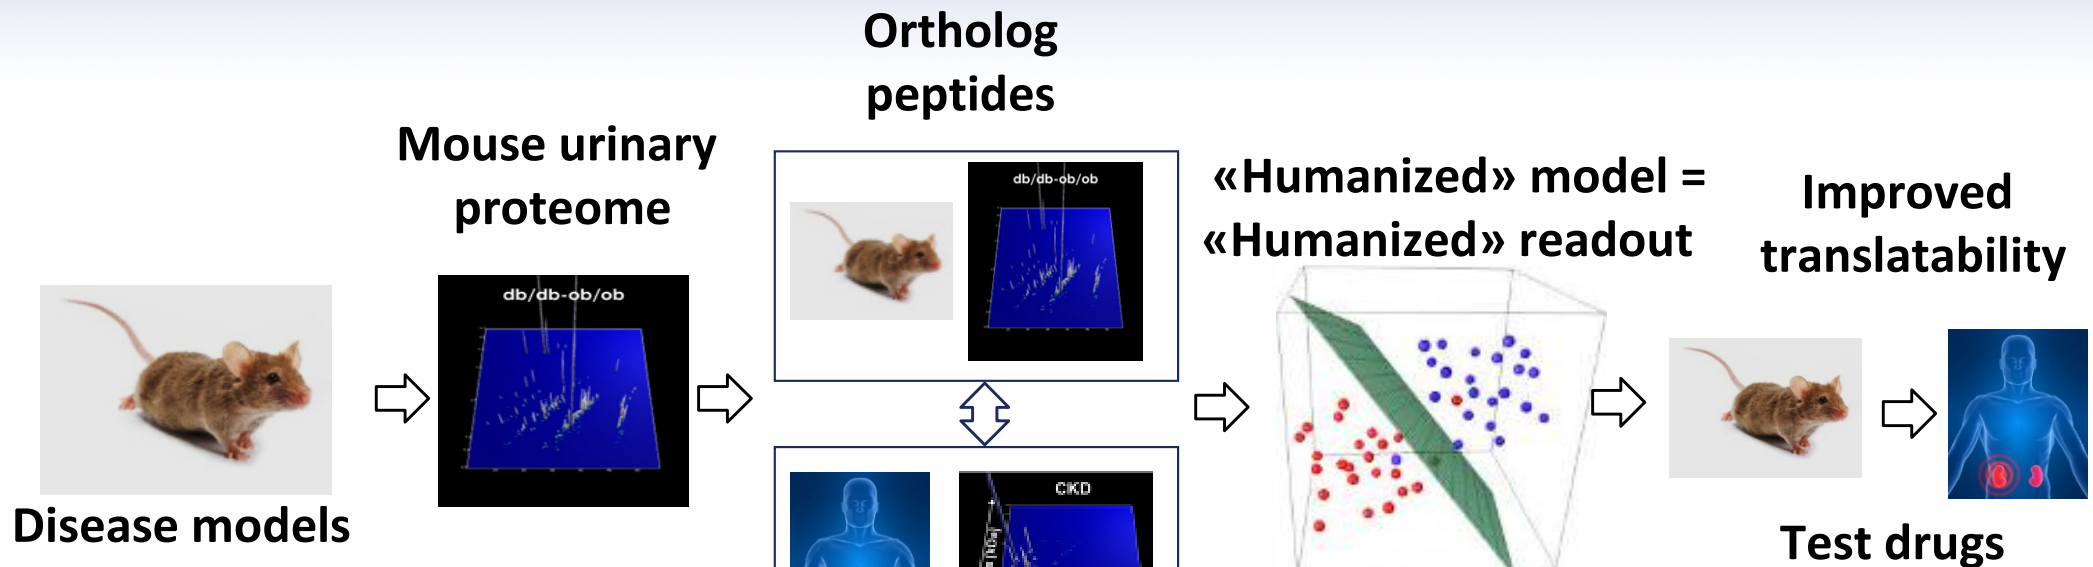 Ortholog
peptides
Mouse urinary
proteome
«Humanized» model =
«Humanized» readout
Improved
translatability
db/db-ob/ob
db/db-ob/ob
CKD
Disease models
Test drugs